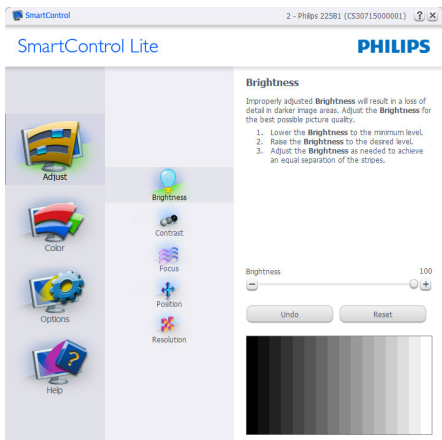 SmartControl
2 - Philips 225B1 (CS30715000001) ? ×
SmartControl Lite
PHILIPS
Adjust
Color
Options
Help
Brightness
Contrast
Focus
Position
Resolution
Brightness
Improperly adjusted Brightness will result in a loss of
detail in darker image areas. Adjust the Brightness for
the best possible picture quality.
1. Lower the Brightness to the minimum level.
2. Raise the Brightness to the desired level.
3. Adjust the Brightness as needed to achieve
an equal separation of the stripes.
Brightness 100
Undo Reset